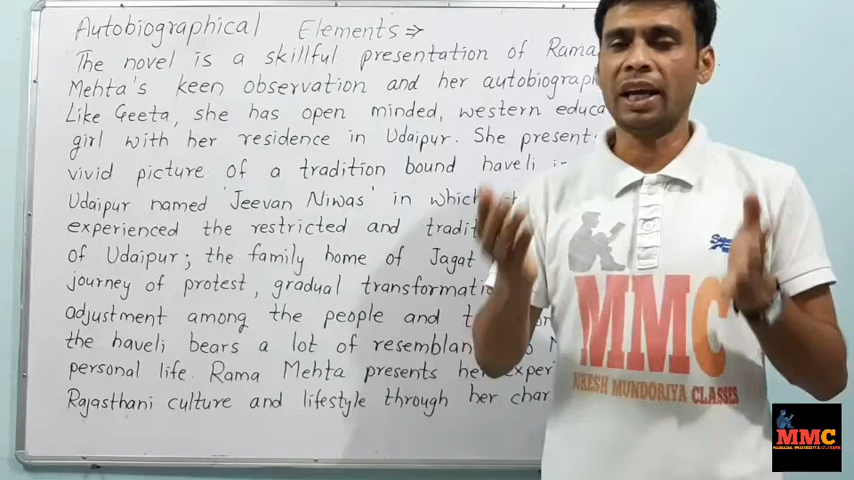 Autobiographical Elements ⇒
The novel is a skillful presentation of Rama
Mehta's keen observation and her autobiograph
Like Geeta, she has open minded, western educa
girl with her residence in Udaipur. She present
vivid picture of a tradition bound haveli i
Udaipur named 'Jeevan Niwas' in which
experienced the restricted and tradit
of Udaipur; the family home of Jagat
journey of protest, gradual transformat
adjustment among the people and
the haveli bears a lot of resemblan
personal life. Rama Mehta presents her experi
Rajasthani culture and lifestyle through her char
MMC
MUNDORIYA CLASSES
MMC